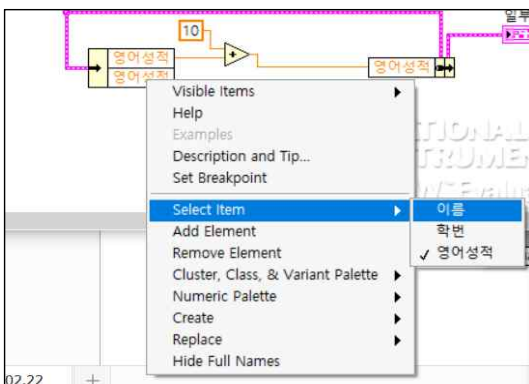 일부
10
영어성적
영어성적
영어성적
Visible Items
Help
Examples
Description and Tip...
Set Breakpoint
Select Item
Add Element
Remove Element
Cluster, Class, & Variant Palette
Numeric Palette
Create
Replace
Hide Full Names
이름
학번
✓ 영어성적
02.22
+